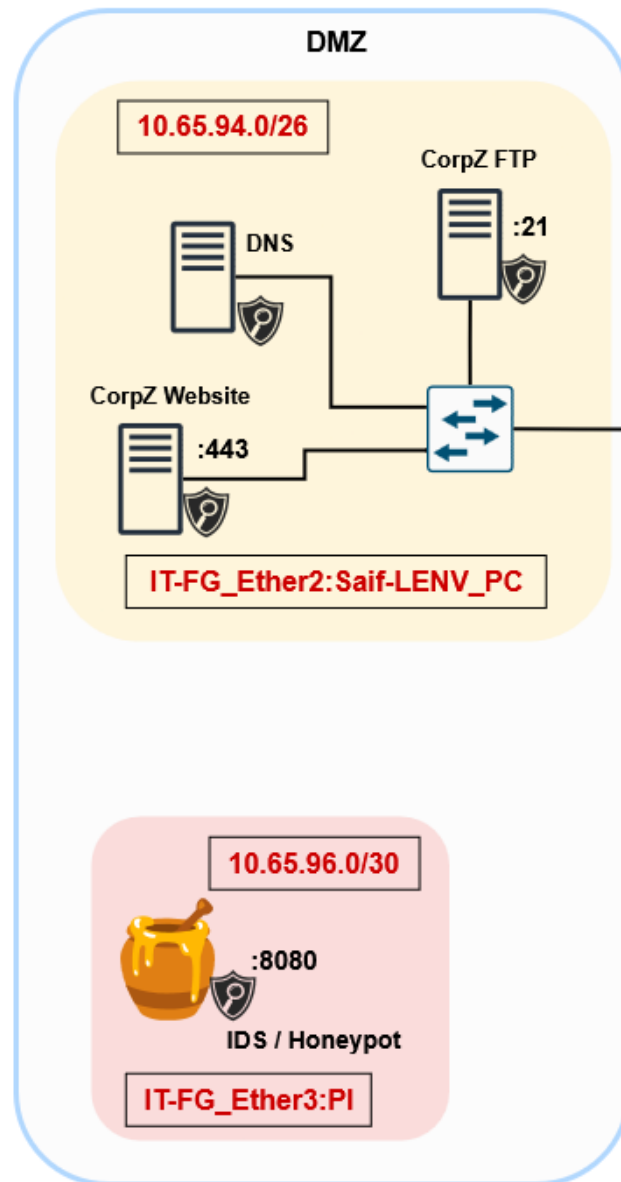 DMZ
10.65.94.0/26
CorpZ FTP
:21
DNS
CorpZ Website
:443
IT-FG_Ether2:Saif-LENV_PC
10.65.96.0/30
:8080
IDS / Honeypot
IT-FG_Ether3:PI